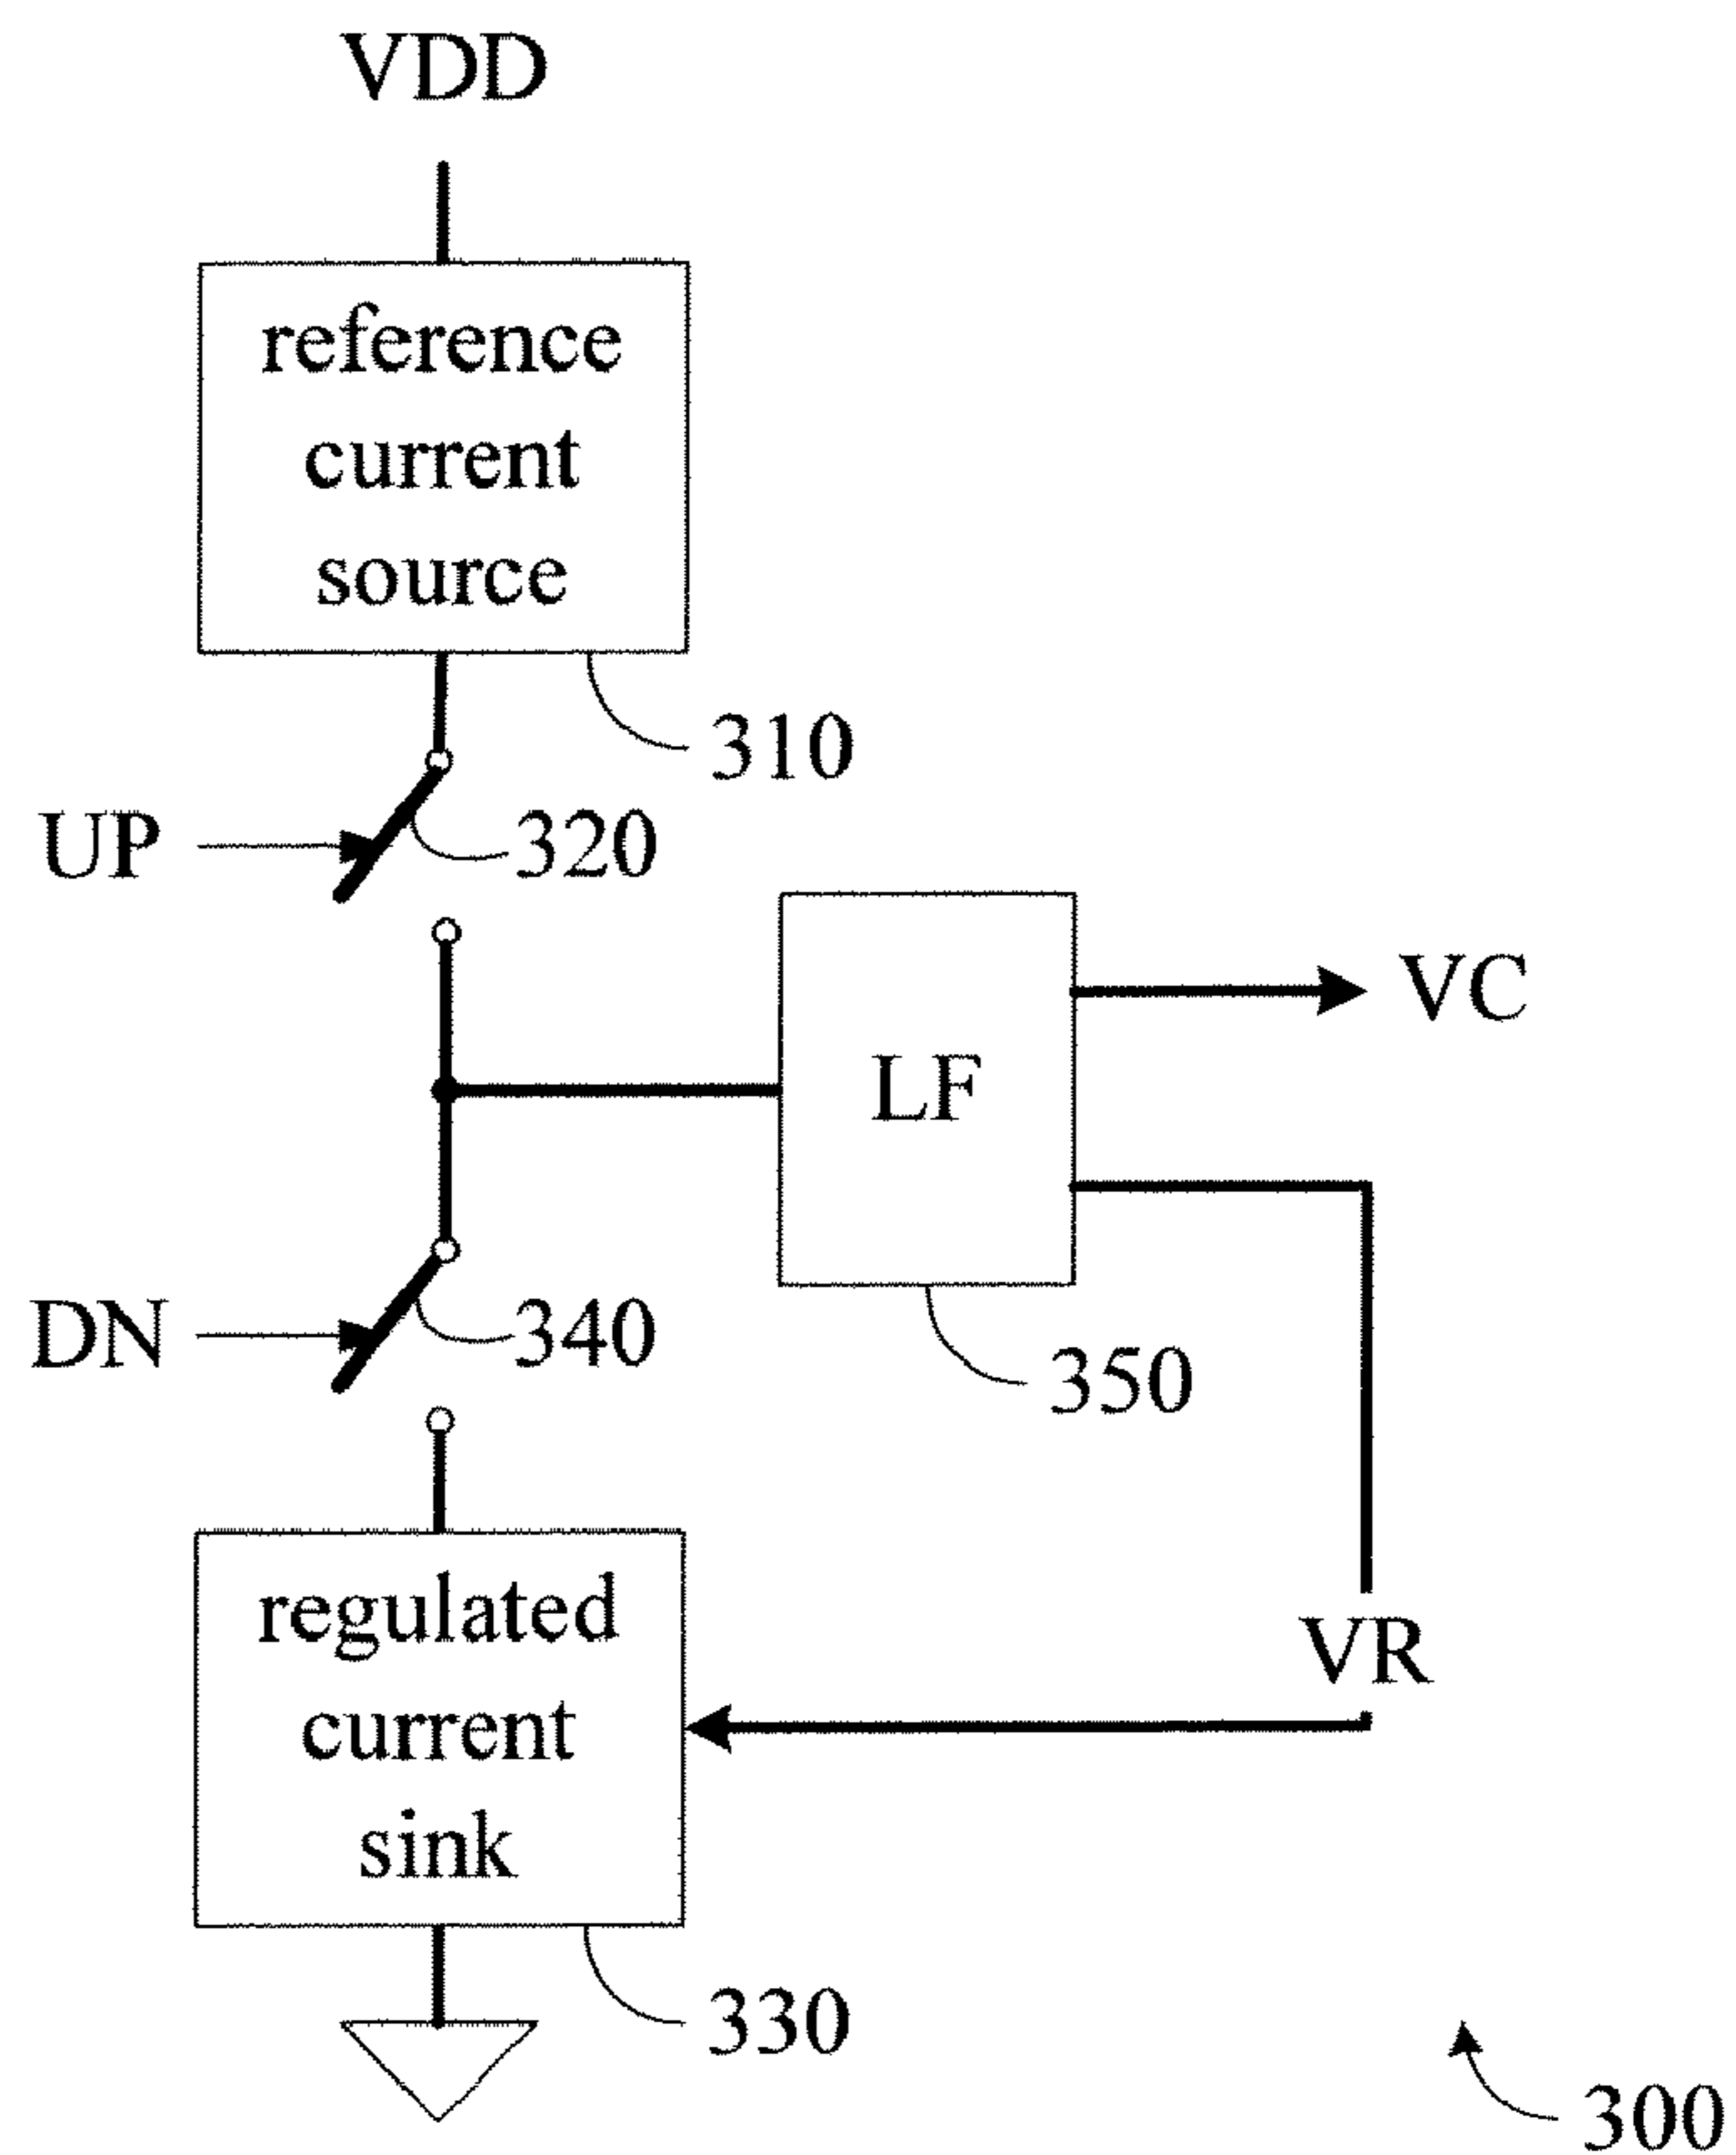 VDD
reference
current
source
310
UP
320
VC
LF
DN
340
350
regulated
current
sink
VR
330
300